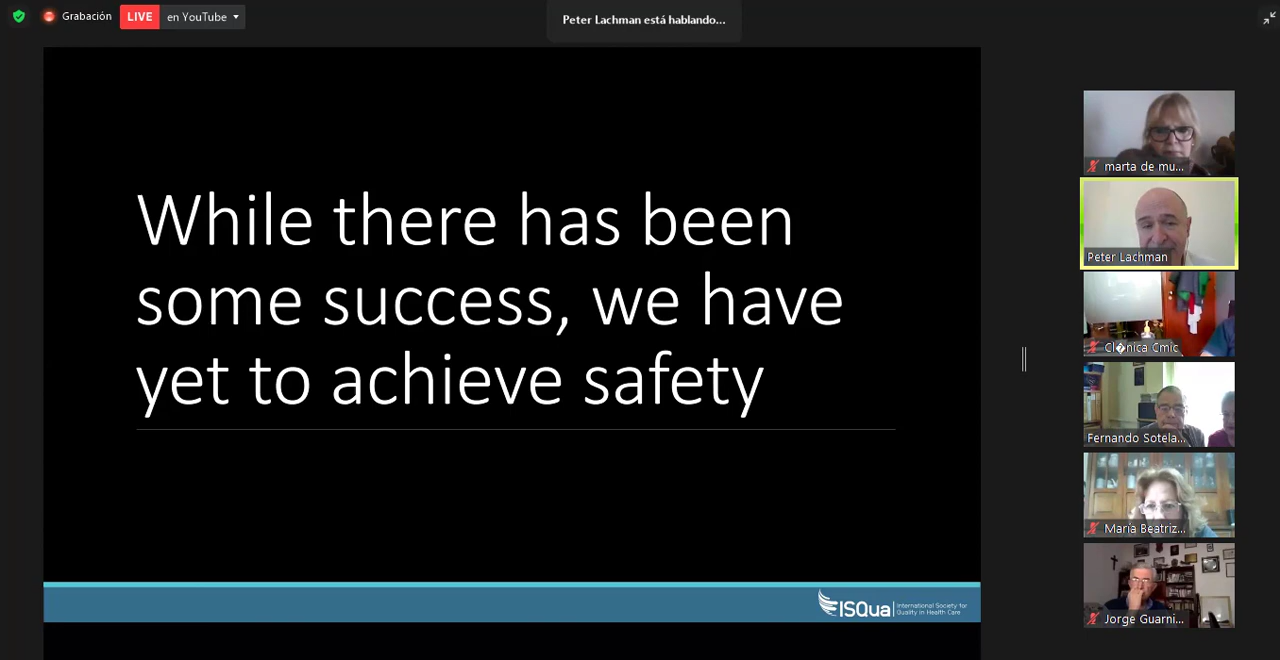 Grabación
LIVE
en YouTube
Peter Lachman está hablando...
While there has been
some success, we have
yet to achieve safety
ISQua
International Society for
Quality in Health Care
marta de mu...
Peter Lachman
Cl�nica Cmic
Fernando Sotela...
María Beatriz...
Jorge Guarni...